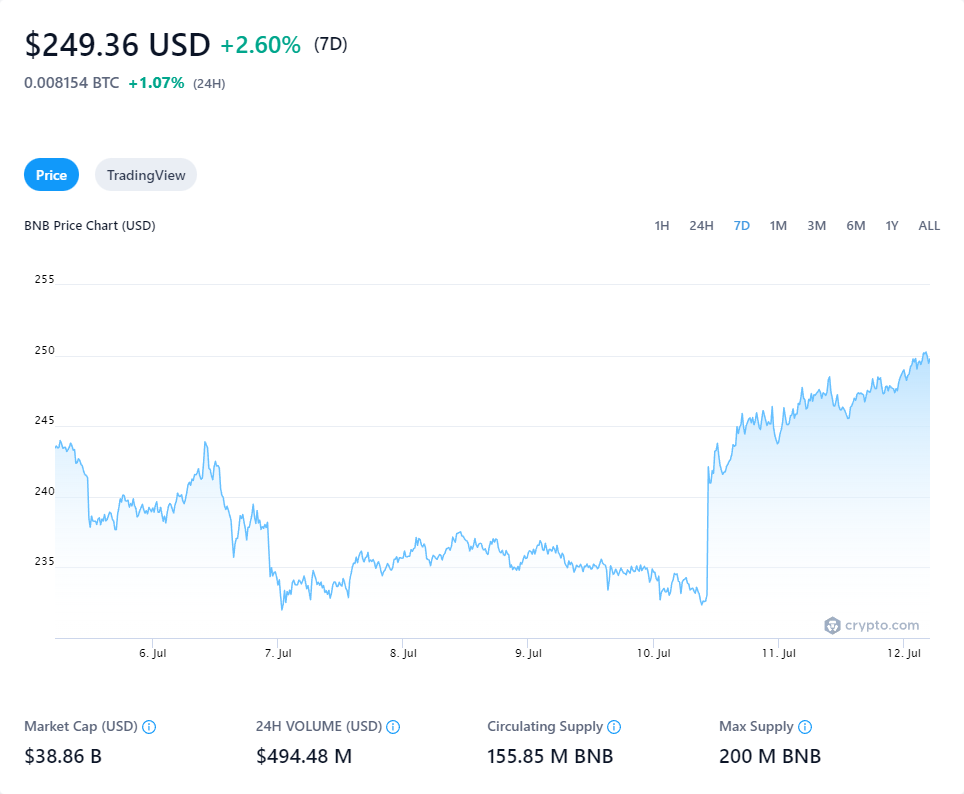 $249.36 USD +2.60% (7D)
0.008154 BTC +1.07% (24H)
Price TradingView
BNB Price Chart (USD) 1H 24H 7D 1M 3M 6M 1Y ALL
255
250
245
240
235
crypto.com
6. Jul 7. Jul 8. Jul 9. Jul 10. Jul 11. Jul 12. Jul
Market Cap (USD) 24H VOLUME (USD) Circulating Supply Max Supply
$38.86 B $494.48 M 155.85 M BNB 200 M BNB